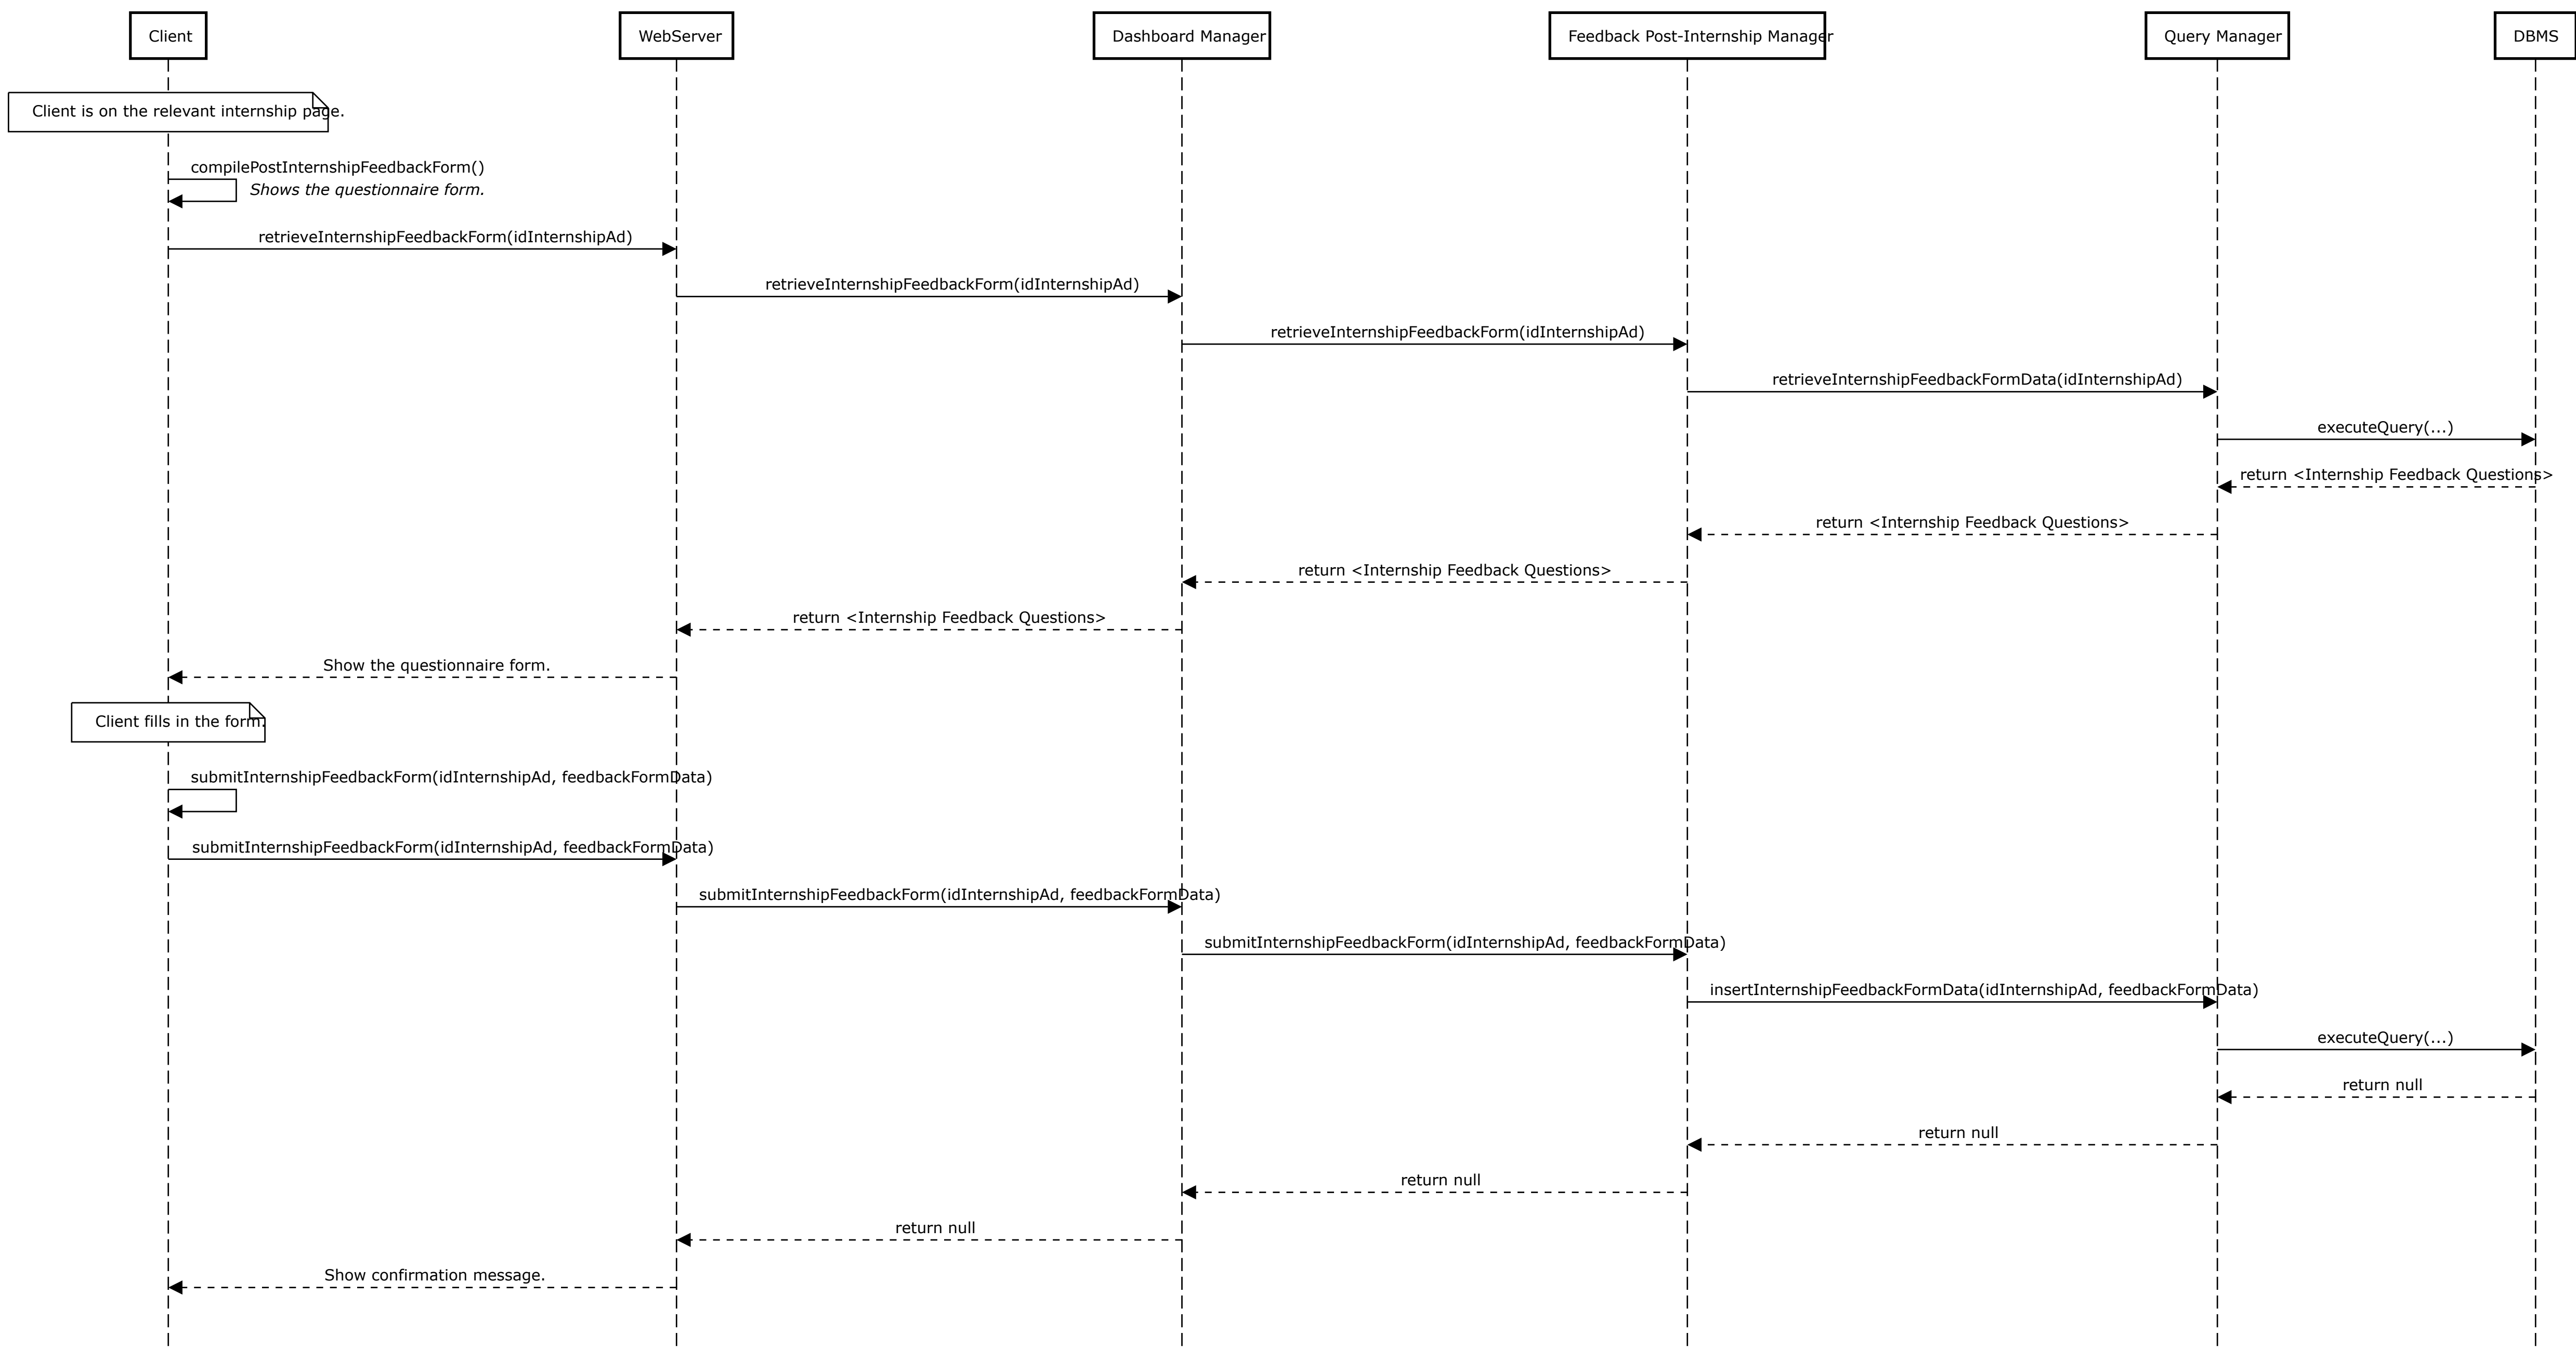 Client
WebServer
Dashboard Manager
Feedback Post-Internship Manager
Query Manager
DBMS
Client is on the relevant internship page.
compilePostInternshipFeedbackForm()
Shows the questionnaire form.
retrieveInternshipFeedbackForm(idInternshipAd)
retrieveInternshipFeedbackForm(idInternshipAd)
retrieveInternshipFeedbackForm(idInternshipAd)
retrieveInternshipFeedbackFormData(idInternshipAd)
executeQuery(...)
return <Internship Feedback Questions>
return <Internship Feedback Questions>
return <Internship Feedback Questions>
return <Internship Feedback Questions>
Show the questionnaire form.
Client fills in the form.
submitInternshipFeedbackForm(idInternshipAd, feedbackFormData)
submitInternshipFeedbackForm(idInternshipAd, feedbackFormData)
submitInternshipFeedbackForm(idInternshipAd, feedbackFormData)
submitInternshipFeedbackForm(idInternshipAd, feedbackFormData)
insertInternshipFeedbackFormData(idInternshipAd, feedbackFormData)
executeQuery(...)
return null
return null
return null
return null
Show confirmation message.